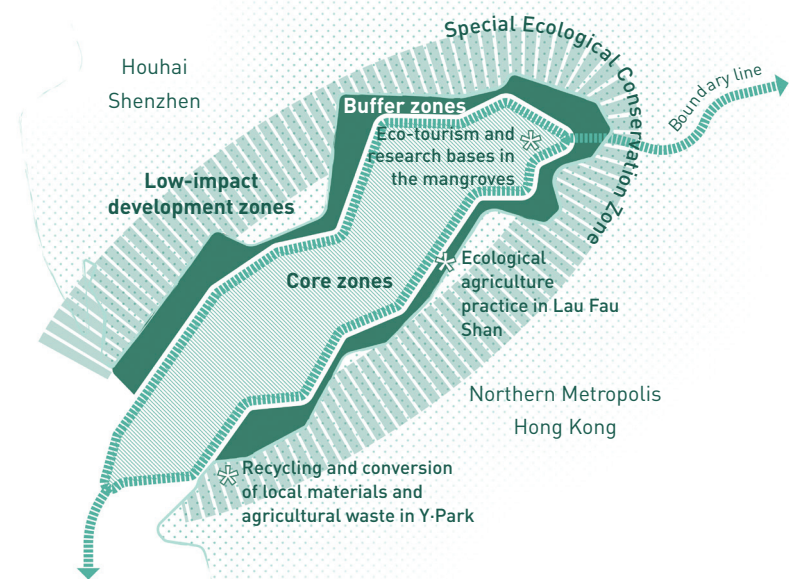 Special Ecological Conservation Zone
Houhai
Shenzhen
Boundary line
Buffer zones
Eco-tourism and
research bases in
the mangroves
Low-impact
development zones
Core zones
Ecological
agriculture
practice in Lau Fau
Shan
Northern Metropolis
Hong Kong
Recycling and conversion
of local materials and
agricultural waste in Y·Park